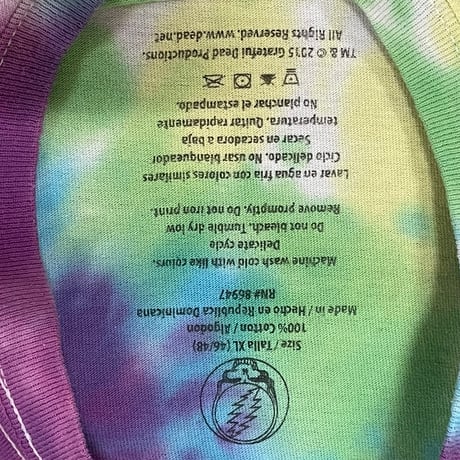 Size / Talla XL (46/48)
100% Cotton / Algodon
Made in / Hecho en Republica Dominicana
RN# 86947
Machine wash cold with like colours.
Delicate cycle
Do not bleach. Tumble dry low
Remove promptly. Do not iron print.
Lavar en agua fria con colores similares
Ciclo delicado. No usar blanqueador
Secar en secadora a baja
temperatura. Quitar rapidamente
No planchar el estampado.
TM & © 2015 Grateful Dead Productions.
All Rights Reserved. www.dead.net